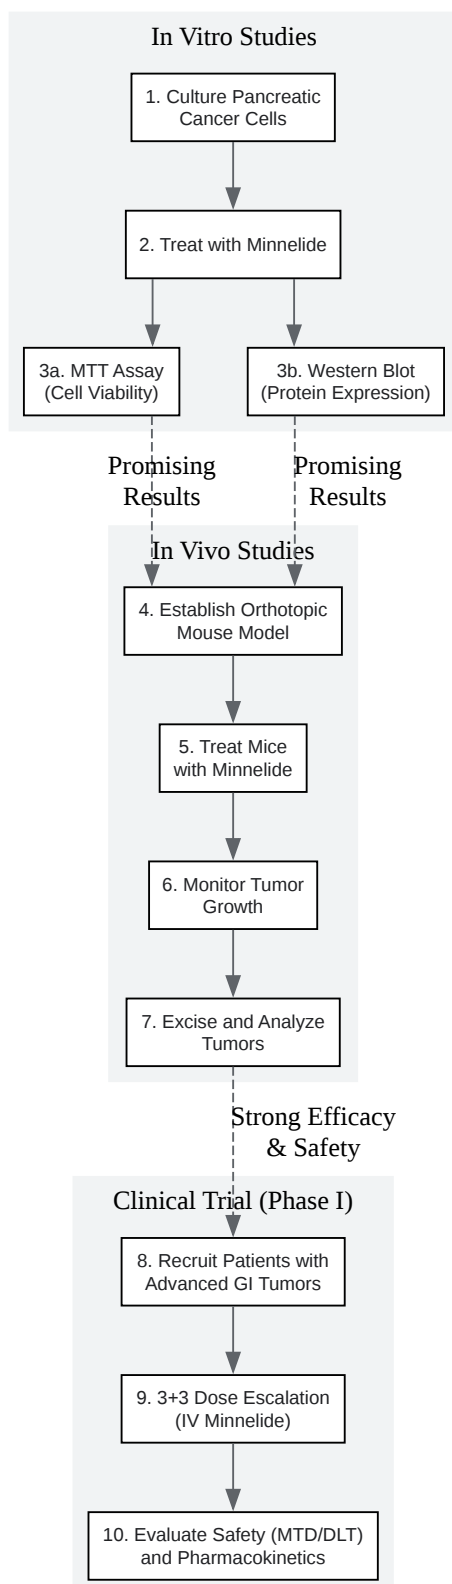 In Vitro Studies
1. Culture Pancreatic
Cancer Cells
2. Treat with Minnelide
3a. MTT Assay
(Cell Viability)
3b. Western Blot
(Protein Expression)
Promising
Results
Promising
Results
In Vivo Studies
4. Establish Orthotopic
Mouse Model
5. Treat Mice
with Minnelide
6. Monitor Tumor
Growth
7. Excise and Analyze
Tumors
Strong Efficacy
& Safety
Clinical Trial (Phase I)
8. Recruit Patients with
Advanced GI Tumors
9. 3+3 Dose Escalation
(IV Minnelide)
10. Evaluate Safety (MTD/DLT)
and Pharmacokinetics